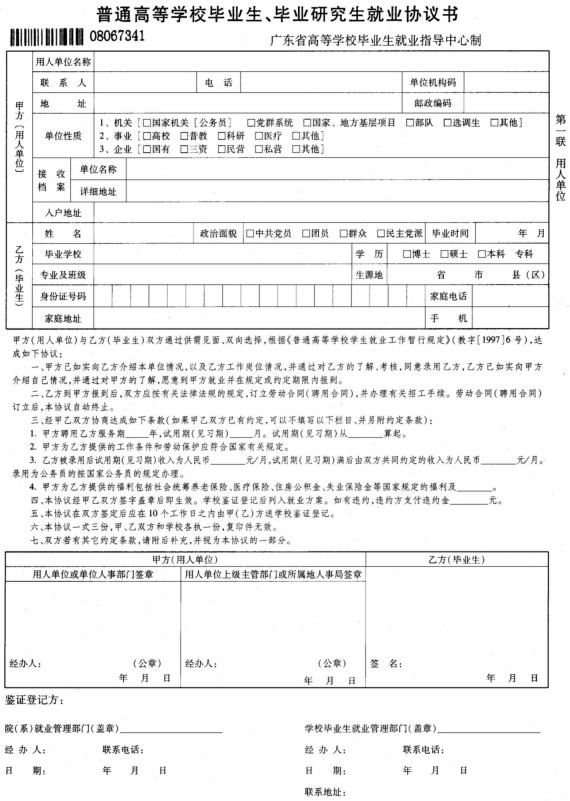 普通高等学校毕业生、毕业研究生就业协议书
08067341
广东省高等学校毕业生就业指导中心制
第一联 用人单位
甲方〔用人单位〕
用人单位名称
联系人 电话 单位机构码
地址 邮政编码
单位性质
1、机关 [□国家机关〔公务员〕 □党群系统 □国家、地方基层项目 □部队 □选调生 □其他]
2、事业 [□高校 □普教 □科研 □医疗 □其他]
3、企业 [□国有 □三资 □民营 □私营 □其他]
接收档案 单位名称
详细地址
入户地址
乙方(毕业生)
姓名 政治面貌 □中共党员 □团员 □群众 □民主党派 毕业时间 年 月
毕业学校 学历 □博士 □硕士 □本科 专科
专业及班级 生源地 省 市 县(区)
身份证号码 家庭电话
家庭地址 手机
甲方(用人单位)与乙方(毕业生)双方通过供需见面、双向选择,根据《普通高等学校学生就业工作暂行规定》(教字[1997]6号),达
成如下协议:
一、甲方已如实向乙方介绍本单位情况,以及乙方工作岗位情况,并通过对乙方的了解、考核,同意录用乙方,乙方已如实向甲方
介绍自己情况,并通过对甲方的了解,愿意到甲方就业并在规定或约定期限内报到。
二、乙方到甲方报到后,双方应按有关法律法规的规定,订立劳动合同(聘用合同),并办理有关招工手续。劳动合同(聘用合同)
订立后,本协议自动终止。
三、经甲乙双方协商达成如下条款(如果甲乙双方已有约定,可以不填写以下栏目、并另附约定条款):
1. 甲方聘用乙方服务期____年,试用期(见习期)____月。试用期(见习期)从______算起。
2. 甲方为乙方提供的工作条件和劳动保护应符合国家有关规定。
3. 乙方被录用后试用期(见习期)收入为人民币______元/月,试用期(见习期)满后由双方共同约定的收入为人民币______元/月。
录用为公务员的按国家公务员的规定办理。
4. 甲方为乙方提供的福利包括社会统筹养老保险、医疗保险、住房公积金、失业保险金等国家规定的福利及______。
四、本协议经甲乙双方签字盖章后即生效。学校鉴证登记后列入就业方案。如有违约,违约方支付违约金______元。
五、本协议在双方签定后应在10个工作日之内由甲(乙)方送学校鉴证登记。
六、本协议一式三份,甲、乙双方和学校各执一份,复印件无效。
七、双方若有其它约定条款,请附后补充,并视为本协议的一部分。
甲方(用人单位) 乙方(毕业生)
用人单位或单位人事部门签章 用人单位上级主管部门或所属地人事局签章
经办人: (公章) 经办人: (公章) 签名:
年 月 日 年 月 日 年 月 日
鉴证登记方:
院(系)就业管理部门(盖章) 学校毕业生就业管理部门(盖章)
经办人: 联系电话: 经办人: 联系电话:
日期: 年 月 日 日期: 年 月 日
联系地址: